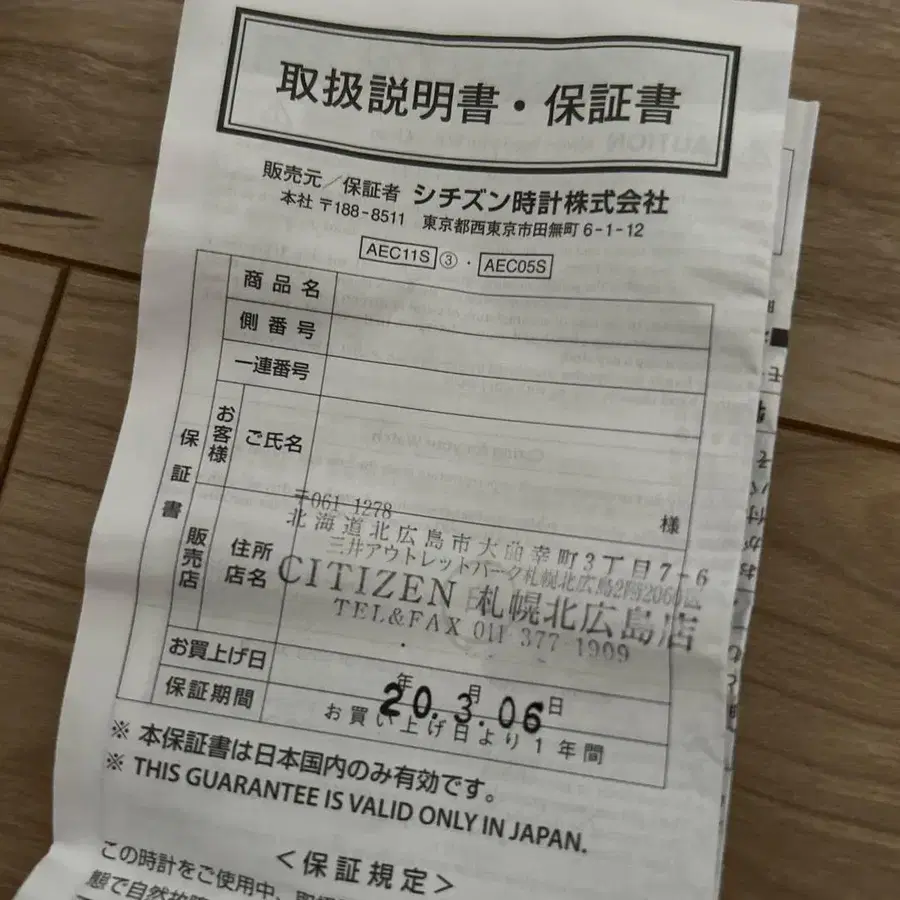 取扱説明書・保証書
販売元／保証者 シチズン時計株式会社
本社 〒188-8511 東京都西東京市田無町 6-1-12
AEC11S ③ ・ AEC05S
保証書
商品名
側番号
一連番号
お客様
ご氏名
様
販売店
住所
店名
〒061 1278
北海道北広島市大曲幸町3丁目7-6
三井アウトレットパーク札幌北広島2階
CITIZEN 札幌北広島店
TEL&FAX 011 377 1909
お買上げ日
年 月 日
20.3.06
保証期間
お買い上げ日より1年間
※ 本保証書は日本国内のみ有効です。
※ THIS GUARANTEE IS VALID ONLY IN JAPAN.
＜保証規定＞
この時計をご使用中、取扱
態で自然故障